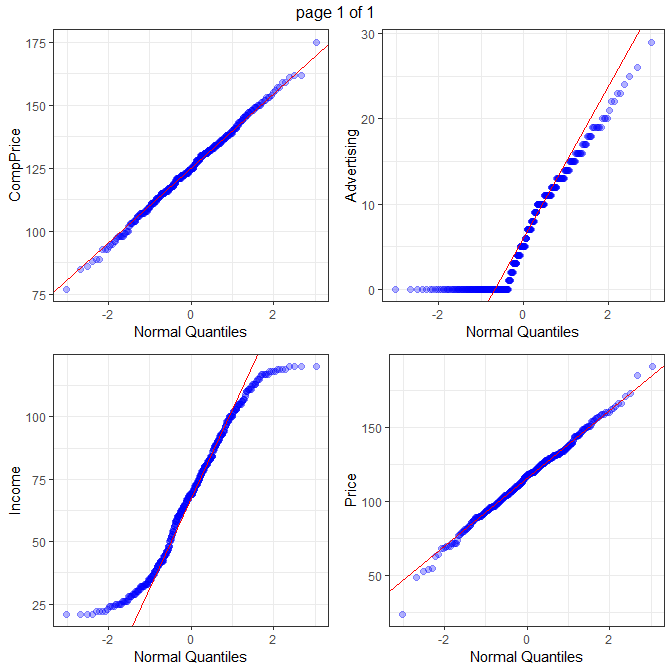 page 1 of 1
175
150
125
100
75
CompPrice
-2 0 2
Normal Quantiles
30
20
10
0
Advertising
-2 0 2
Normal Quantiles
100
75
50
25
Income
-2 0 2
Normal Quantiles
150
100
50
Price
-2 0 2
Normal Quantiles